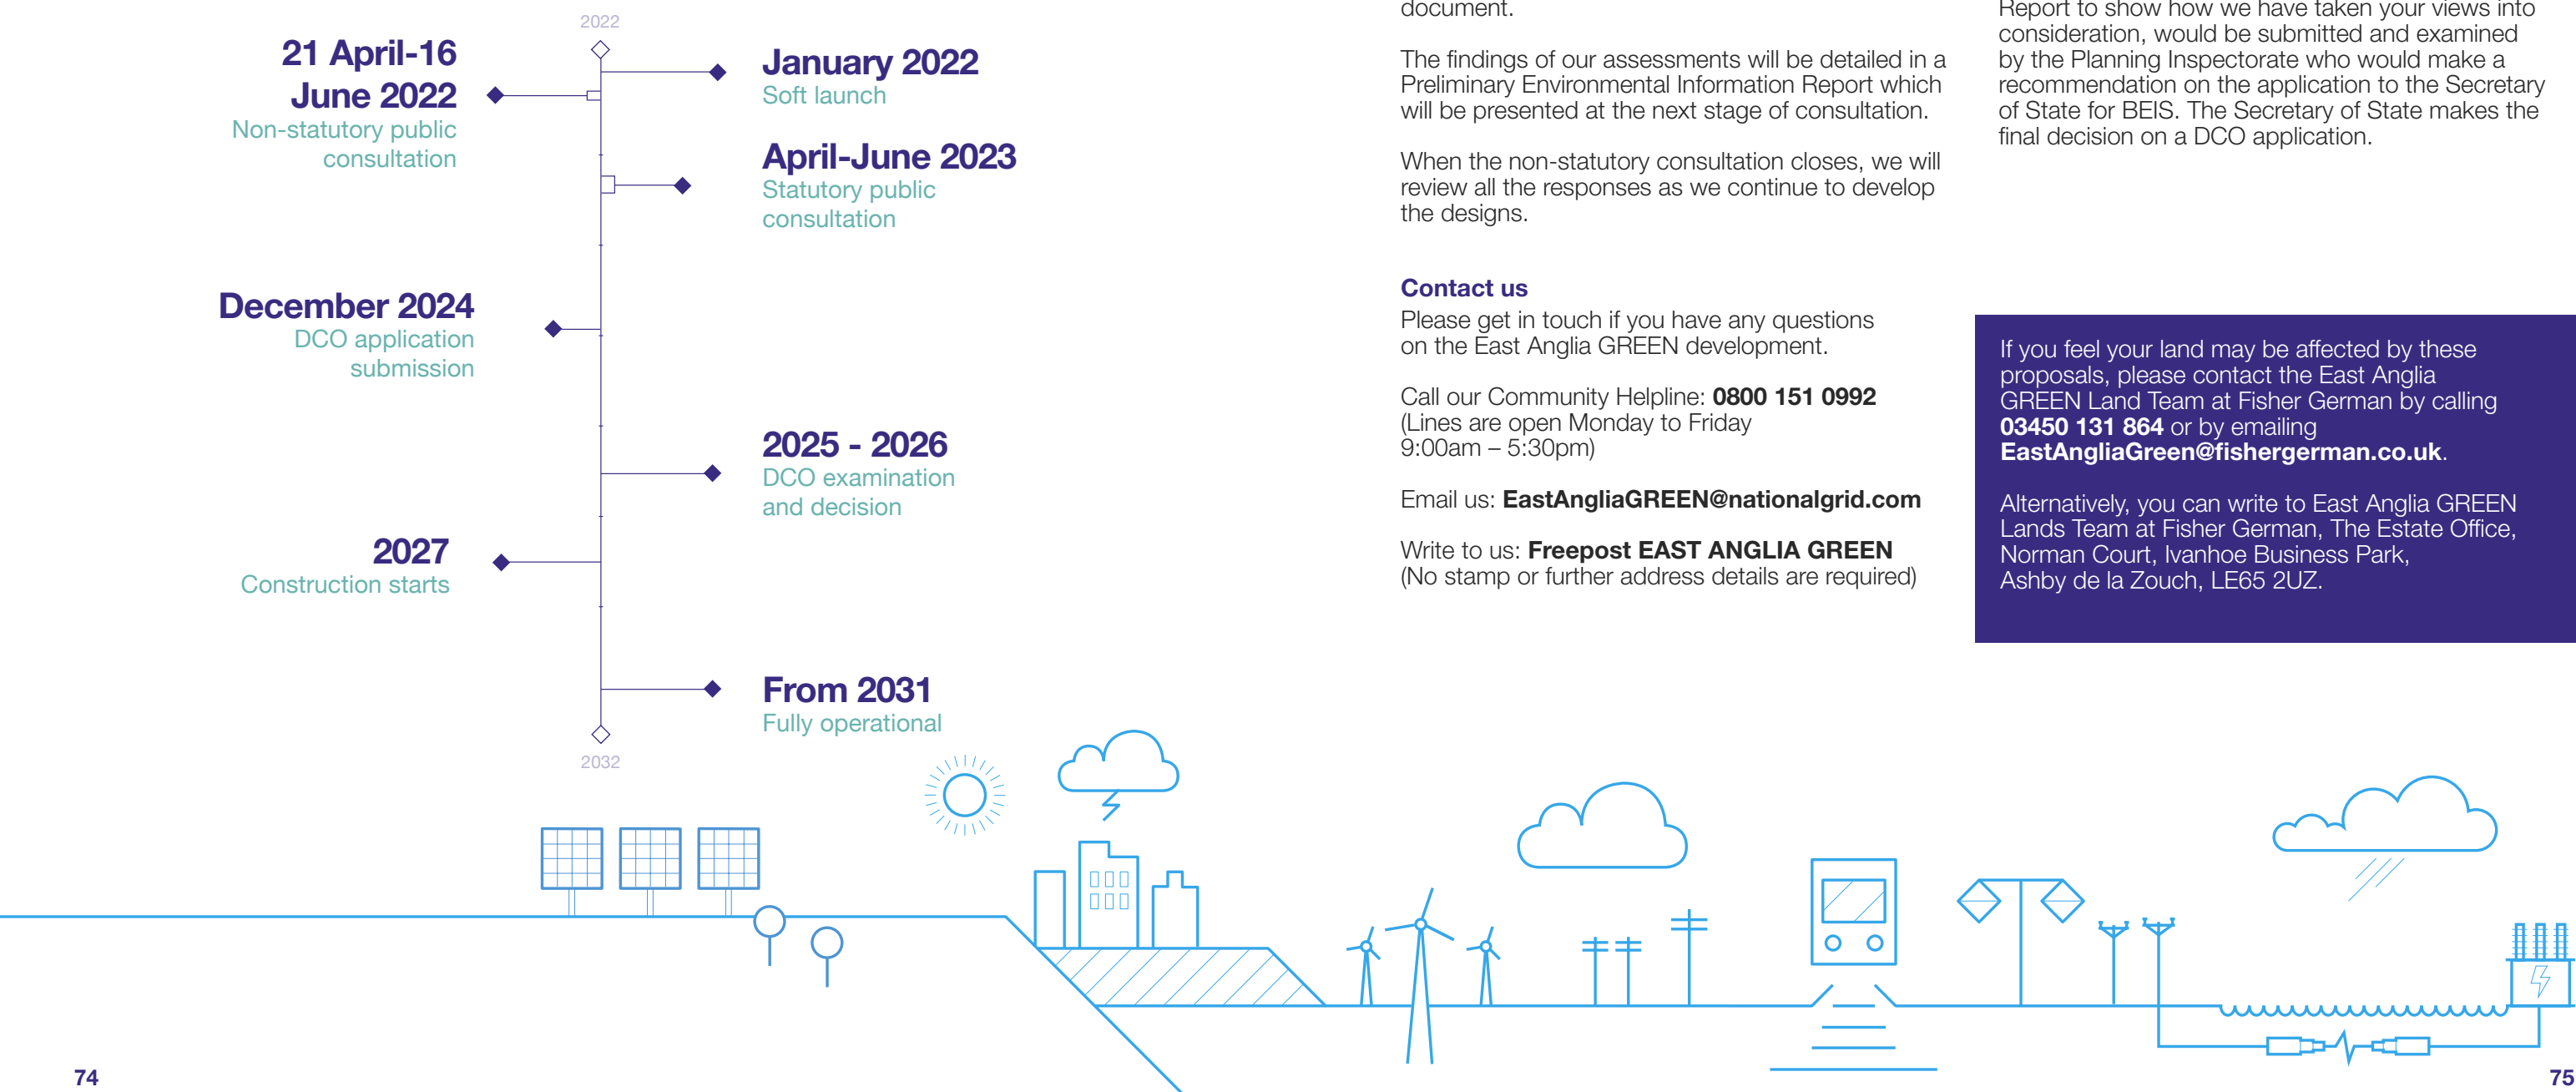 2022
January 2022
Soft launch
21 April-16
June 2022
Non-statutory public
consultation
April-June 2023
Statutory public
consultation
December 2024
DCO application
submission
2025 - 2026
DCO examination
and decision
2027
Construction starts
From 2031
Fully operational
2032
74
document.
The findings of our assessments will be detailed in a
Preliminary Environmental Information Report which
will be presented at the next stage of consultation.
When the non-statutory consultation closes, we will
review all the responses as we continue to develop
the designs.
Contact us
Please get in touch if you have any questions
on the East Anglia GREEN development.
Call our Community Helpline: 0800 151 0992
(Lines are open Monday to Friday
9:00am – 5:30pm)
Email us: EastAngliaGREEN@nationalgrid.com
Write to us: Freepost EAST ANGLIA GREEN
(No stamp or further address details are required)
Report to show how we have taken your views into
consideration, would be submitted and examined
by the Planning Inspectorate who would make a
recommendation on the application to the Secretary
of State for BEIS. The Secretary of State makes the
final decision on a DCO application.
If you feel your land may be affected by these
proposals, please contact the East Anglia
GREEN Land Team at Fisher German by calling
03450 131 864 or by emailing
EastAngliaGreen@fishergerman.co.uk.
Alternatively, you can write to East Anglia GREEN
Lands Team at Fisher German, The Estate Office,
Norman Court, Ivanhoe Business Park,
Ashby de la Zouch, LE65 2UZ.
75